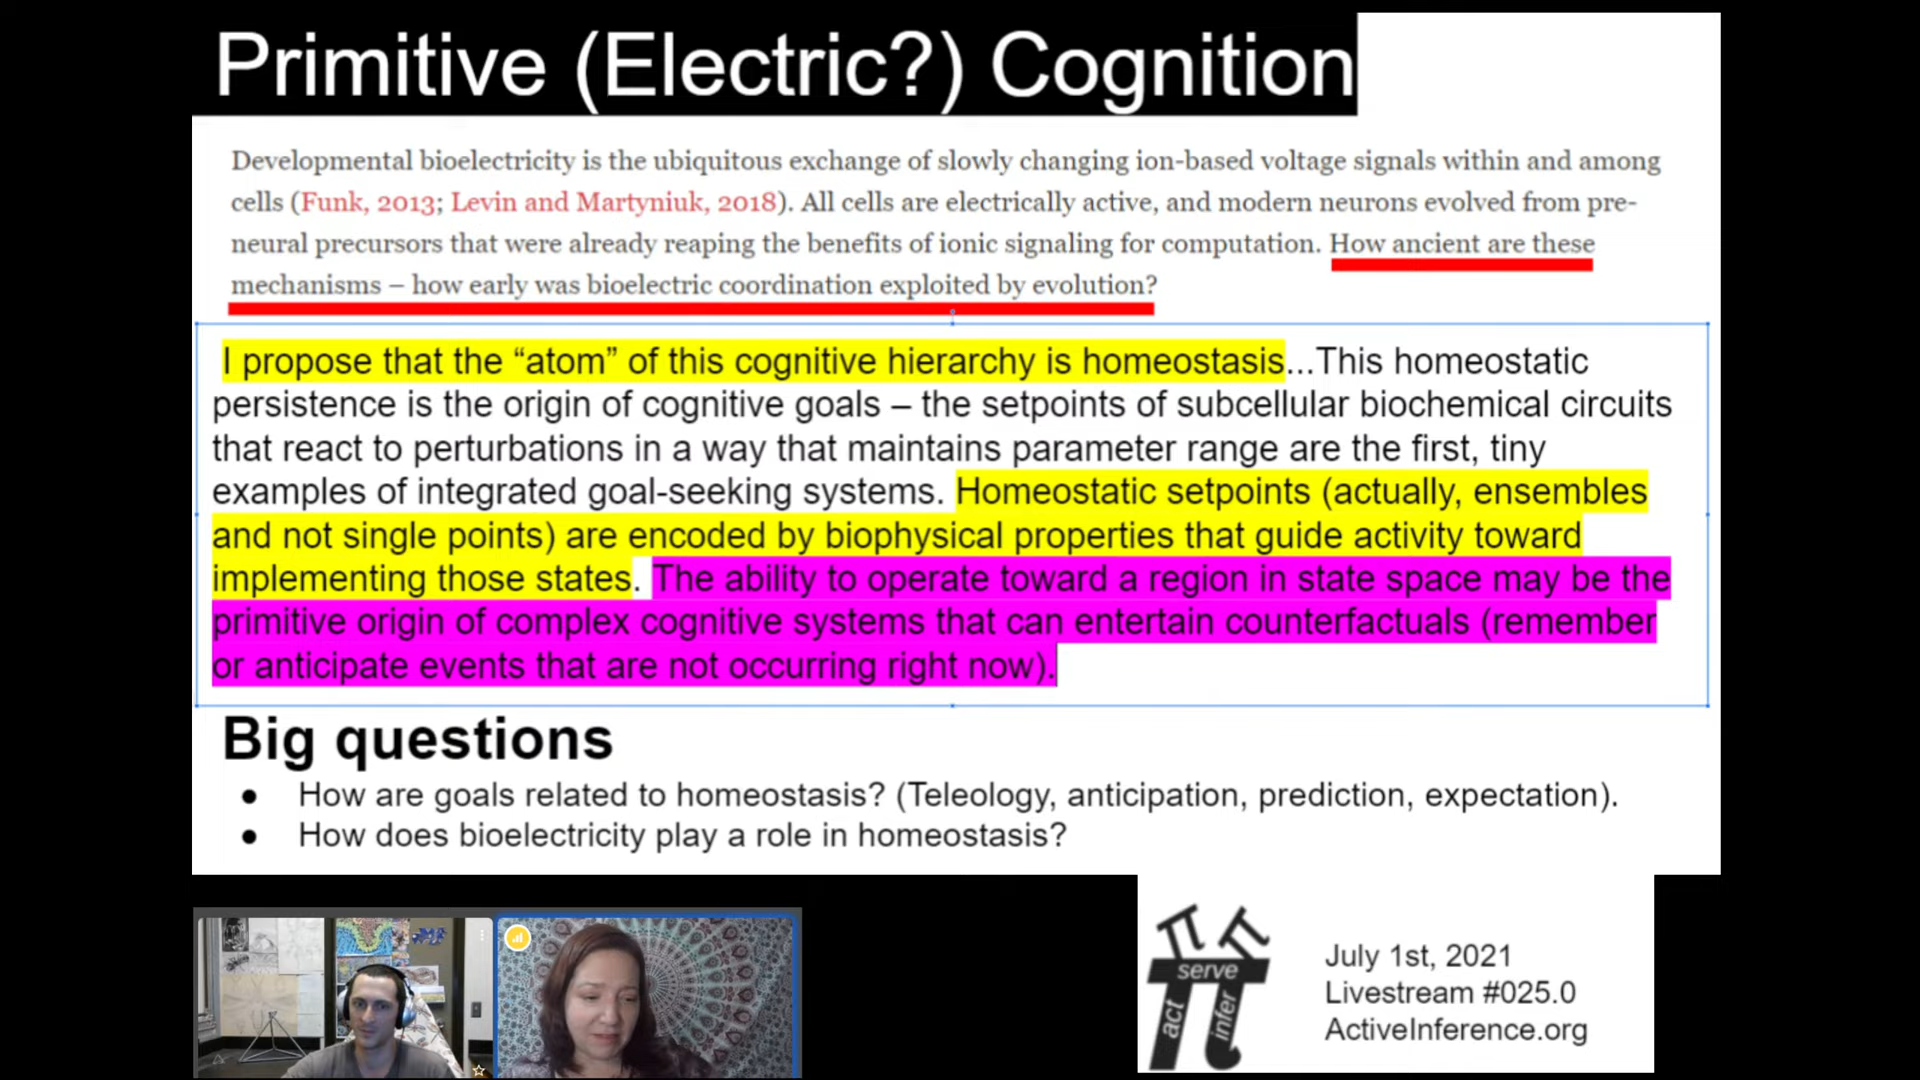 Primitive (Electric?) Cognition
Developmental bioelectricity is the ubiquitous exchange of slowly changing ion-based voltage signals within and among
cells (Funk, 2013; Levin and Martyniuk, 2018). All cells are electrically active, and modern neurons evolved from pre-
neural precursors that were already reaping the benefits of ionic signaling for computation. How ancient are these
mechanisms – how early was bioelectric coordination exploited by evolution?
I propose that the “atom” of this cognitive hierarchy is homeostasis...This homeostatic
persistence is the origin of cognitive goals – the setpoints of subcellular biochemical circuits
that react to perturbations in a way that maintains parameter range are the first, tiny
examples of integrated goal-seeking systems. Homeostatic setpoints (actually, ensembles
and not single points) are encoded by biophysical properties that guide activity toward
implementing those states. The ability to operate toward a region in state space may be the
primitive origin of complex cognitive systems that can entertain counterfactuals (remember
or anticipate events that are not occurring right now).
Big questions
● How are goals related to homeostasis? (Teleology, anticipation, prediction, expectation).
● How does bioelectricity play a role in homeostasis?
serve
act
infer
July 1st, 2021
Livestream #025.0
ActiveInference.org